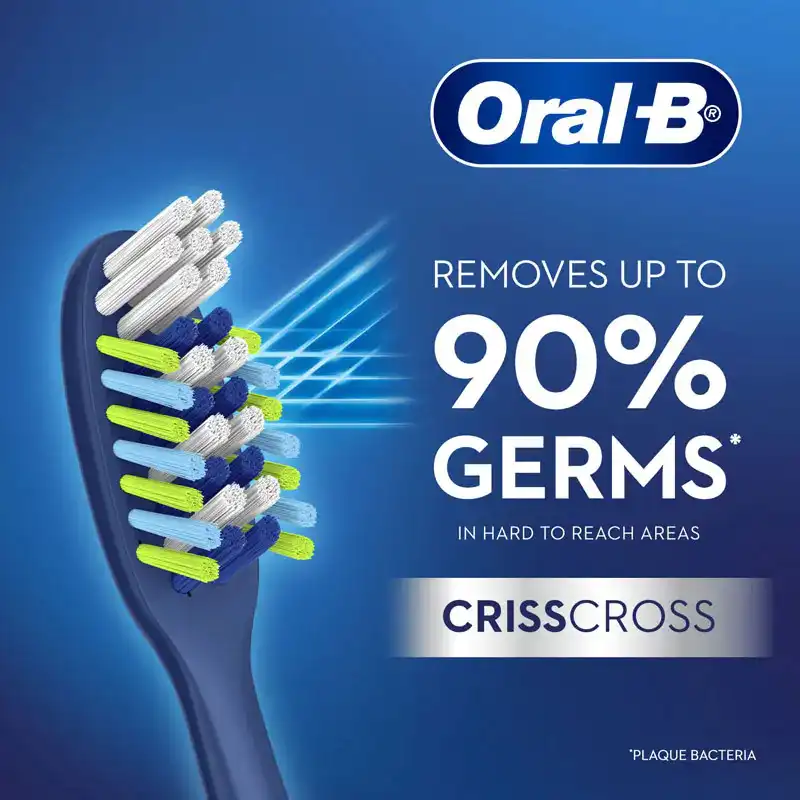 Oral-B®
REMOVES UP TO
90%
GERMS*
IN HARD TO REACH AREAS
CRISSCROSS
*PLAQUE BACTERIA